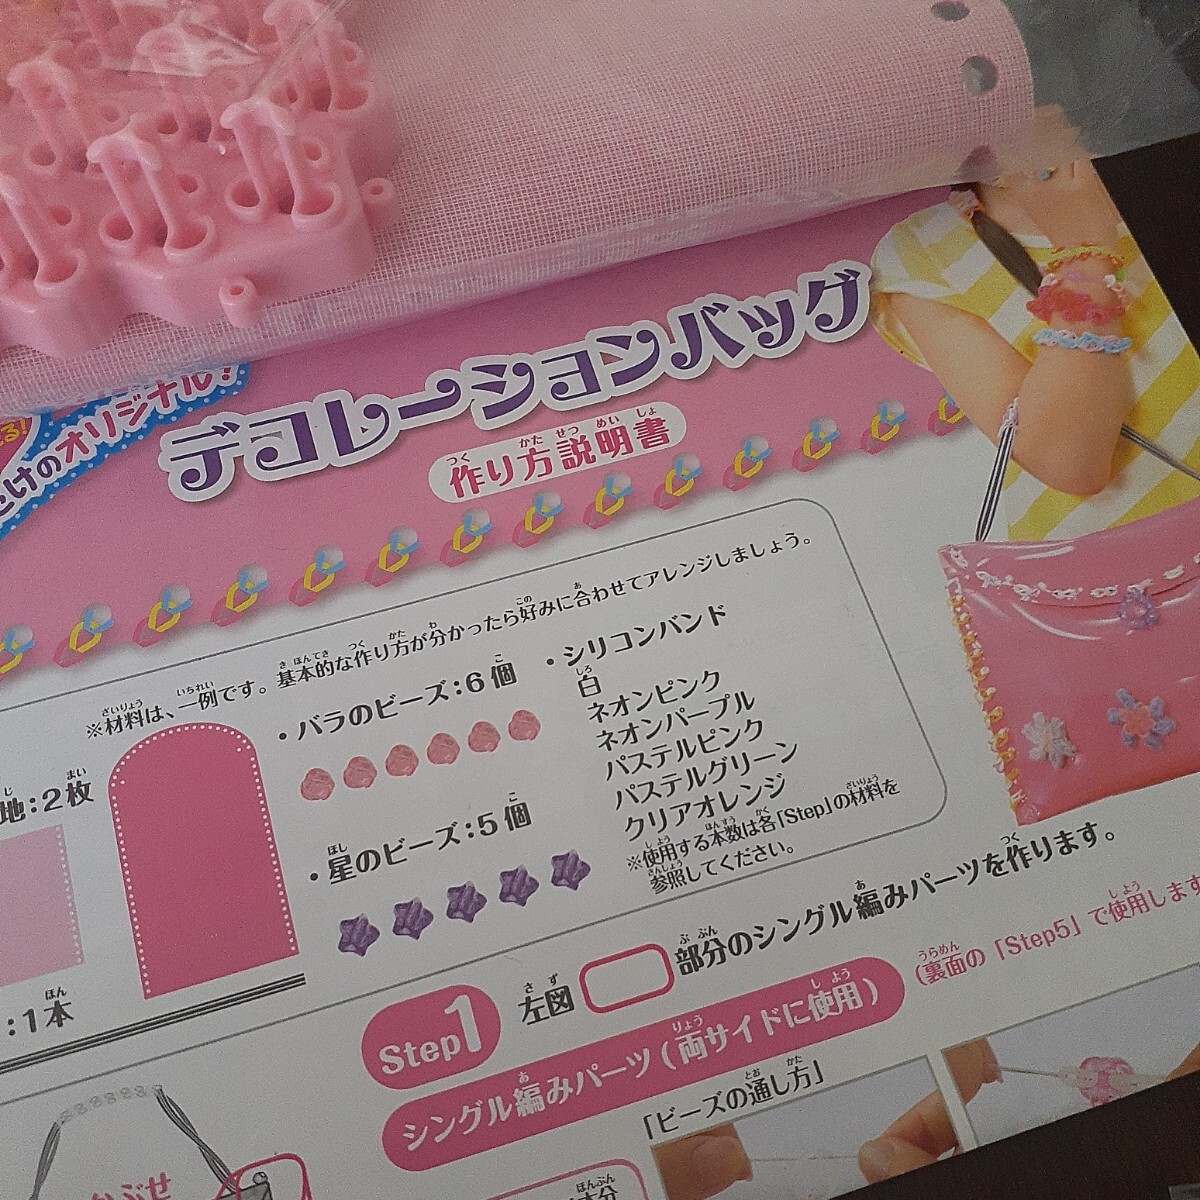 だけのオリジナル!
デコレーションバッグ
作り方説明書
※材料は、一例です。基本的な作り方が分かったら好みに合わせてアレンジしましょう。
地:2枚
:1本
・バラのビーズ:6個
・星のビーズ:5個
・シリコンバンド
白
ネオンピンク
ネオンパープル
パステルピンク
パステルグリーン
クリアオレンジ
※使用する本数は各「Step」の材料を
参照してください。
Step1
左図 部分のシングル編みパーツを作ります。
(裏面の「Step5」で使用します
シングル編みパーツ(両サイドに使用)
「ビーズの通し方」
かぶせ